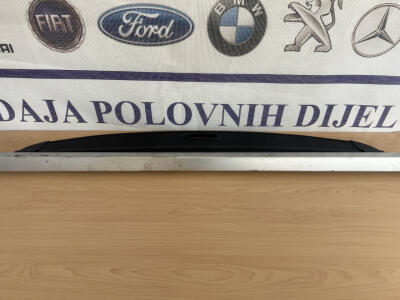 FIAT Ford BMW
DAJA POLOVNIH DIJEL